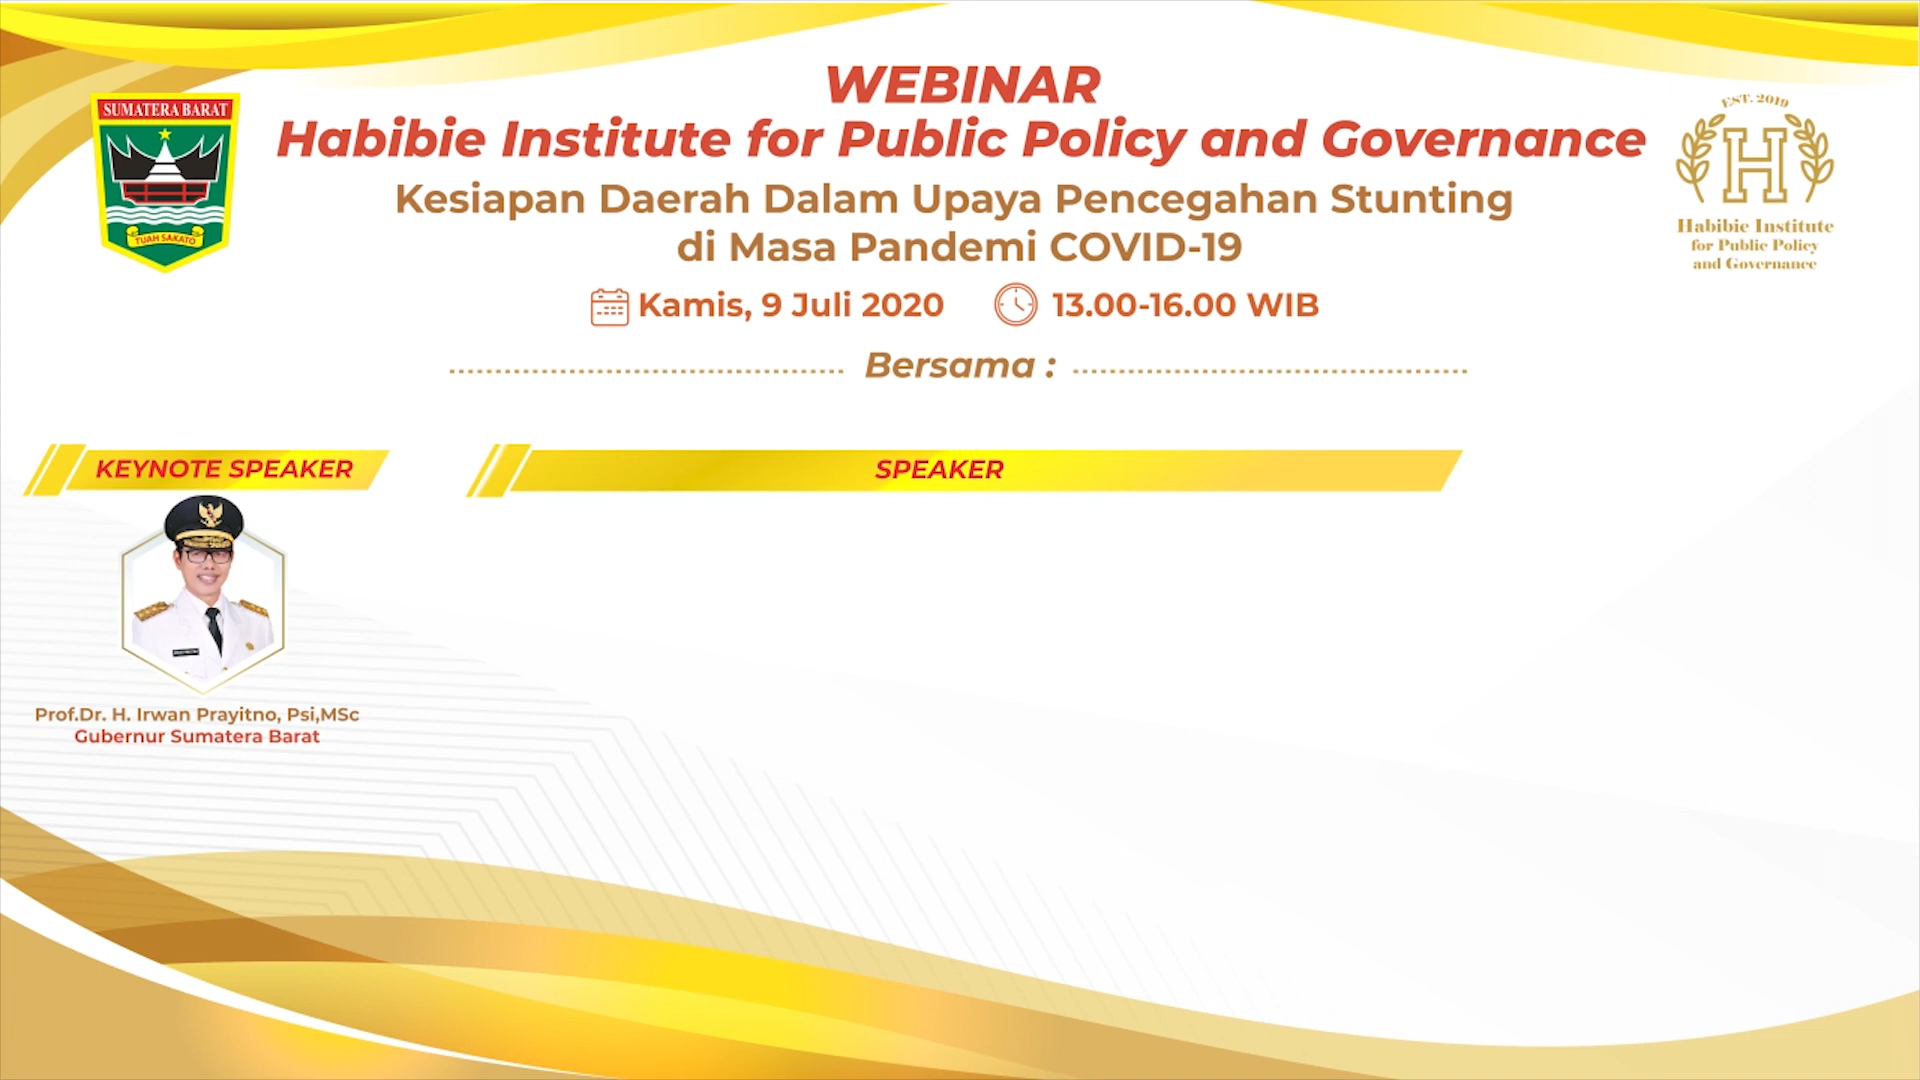 WEBINAR
Habibie Institute for Public Policy and Governance
Kesiapan Daerah Dalam Upaya Pencegahan Stunting
di Masa Pandemi COVID-19
Kamis, 9 Juli 2020
13.00-16.00 WIB
Bersama :
SUMATERA BARAT
TUAH SAKATO
EST. 2019
H
Habibie Institute
for Public Policy
and Governance
KEYNOTE SPEAKER
SPEAKER
Prof.Dr. H. Irwan Prayitno, Psi,MSc
Gubernur Sumatera Barat